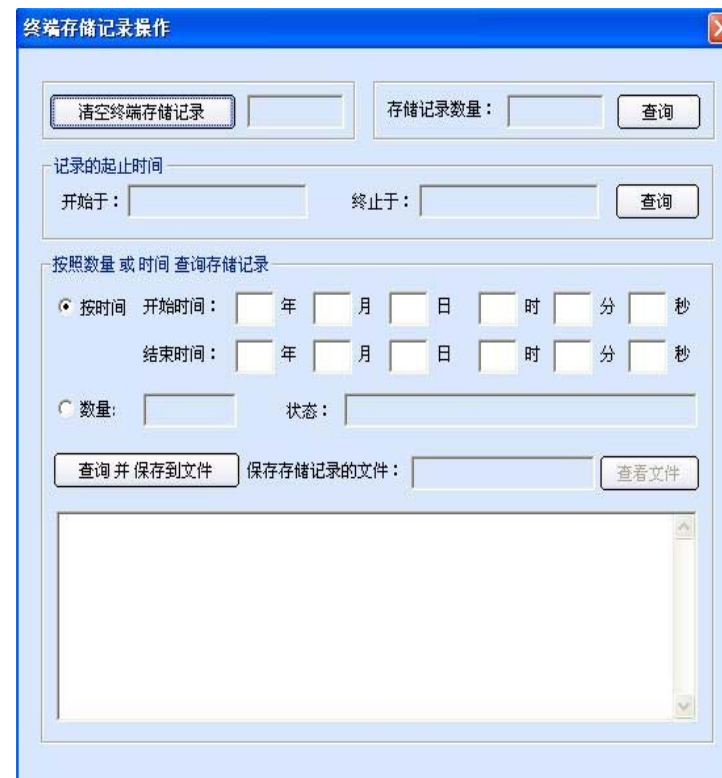 终端存储记录操作
清空终端存储记录 存储记录数量： 查询
记录的起止时间
开始于： 终止于： 查询
按照数量 或 时间 查询存储记录
按时间 开始时间： 年 月 日 时 分 秒
结束时间： 年 月 日 时 分 秒
数量: 状态：
查询 并 保存到文件 保存存储记录的文件： 查看文件